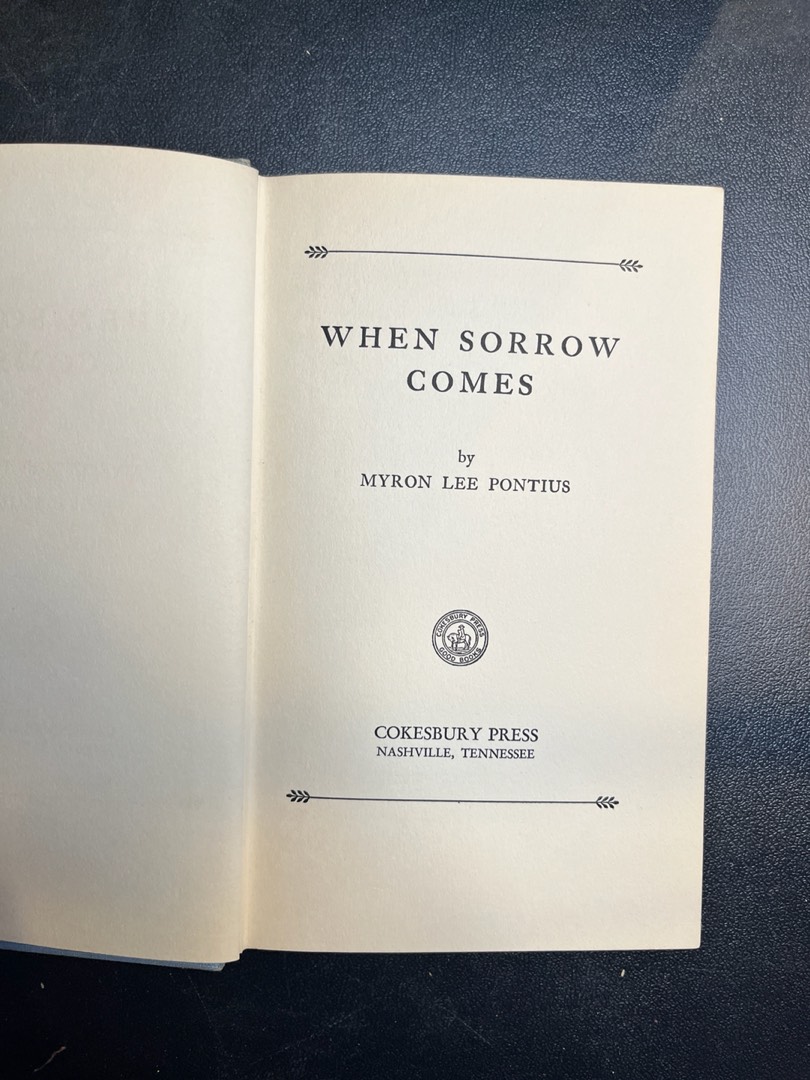 WHEN SORROW
COMES
by
MYRON LEE PONTIUS
COKESBURY PRESS
GOOD BOOKS
COKESBURY PRESS
NASHVILLE, TENNESSEE